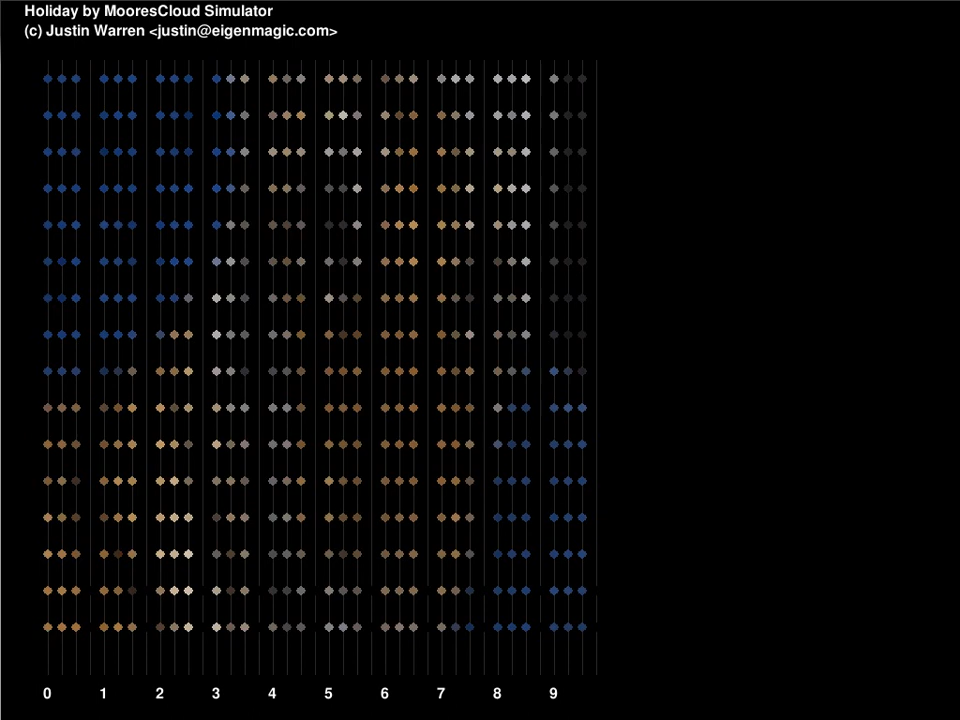 Holiday by MooresCloud Simulator
(c) Justin Warren <justin@eigenmagic.com>
0 1 2 3 4 5 6 7 8 9